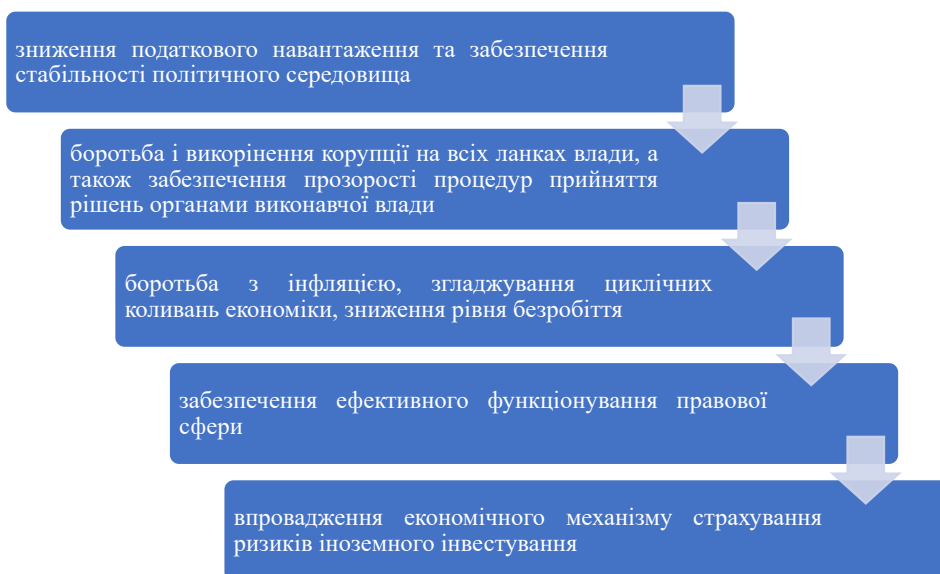 зниження податкового навантаження та забезпечення
стабільності політичного середовища
боротьба і викорінення корупції на всіх ланках влади, а
також забезпечення прозорості процедур прийняття
рішень органами виконавчої влади
боротьба з інфляцією, згладжування циклічних
коливань економіки, зниження рівня безробіття
забезпечення ефективного функціонування правової
сфери
впровадження економічного механізму страхування
ризиків іноземного інвестування